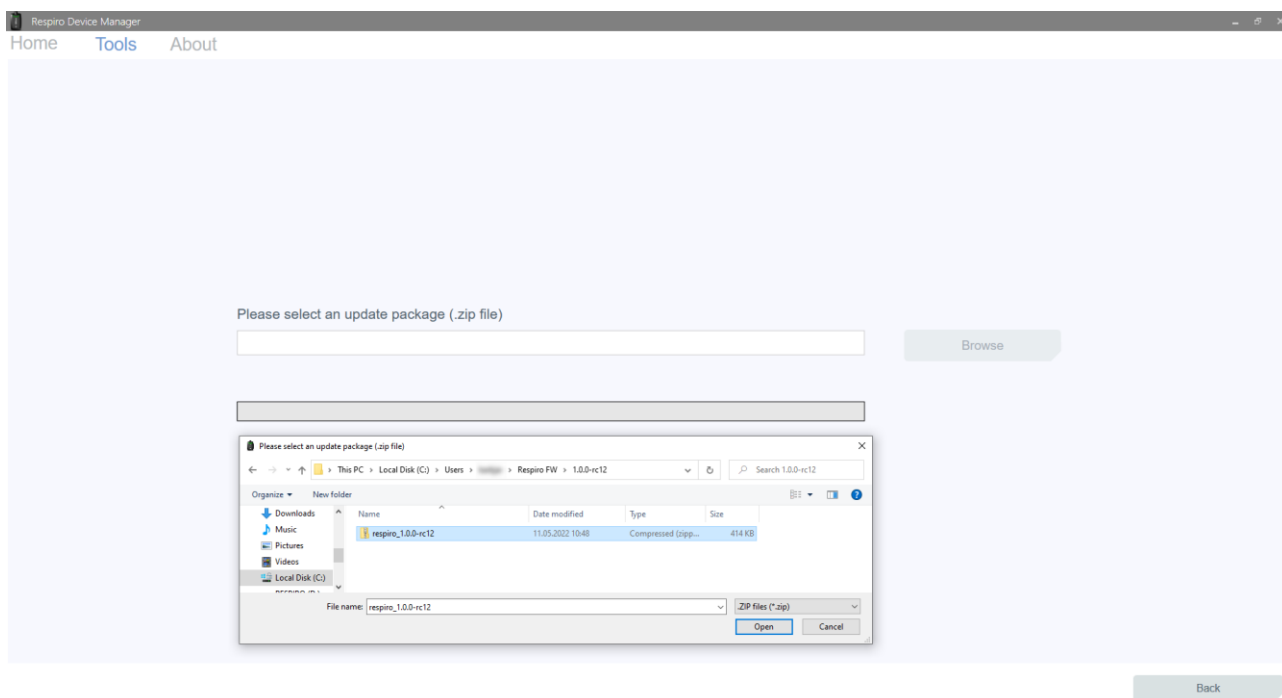 Respiro Device Manager
Home Tools About
Please select an update package (.zip file)
Browse
Please select an update package (.zip file)
This PC > Local Disk (C:) > Users > > Respiro FW > 1.0.0-rc12
Search 1.0.0-rc12
Organize New folder
Downloads
Music
Pictures
Videos
Local Disk (C:)
Name Date modified Type Size
respiro_1.0.0-rc12 11.05.2022 10:48 Compressed (zipp... 414 KB
File name: respiro_1.0.0-rc12
.ZIP files (*.zip)
Open Cancel
Back